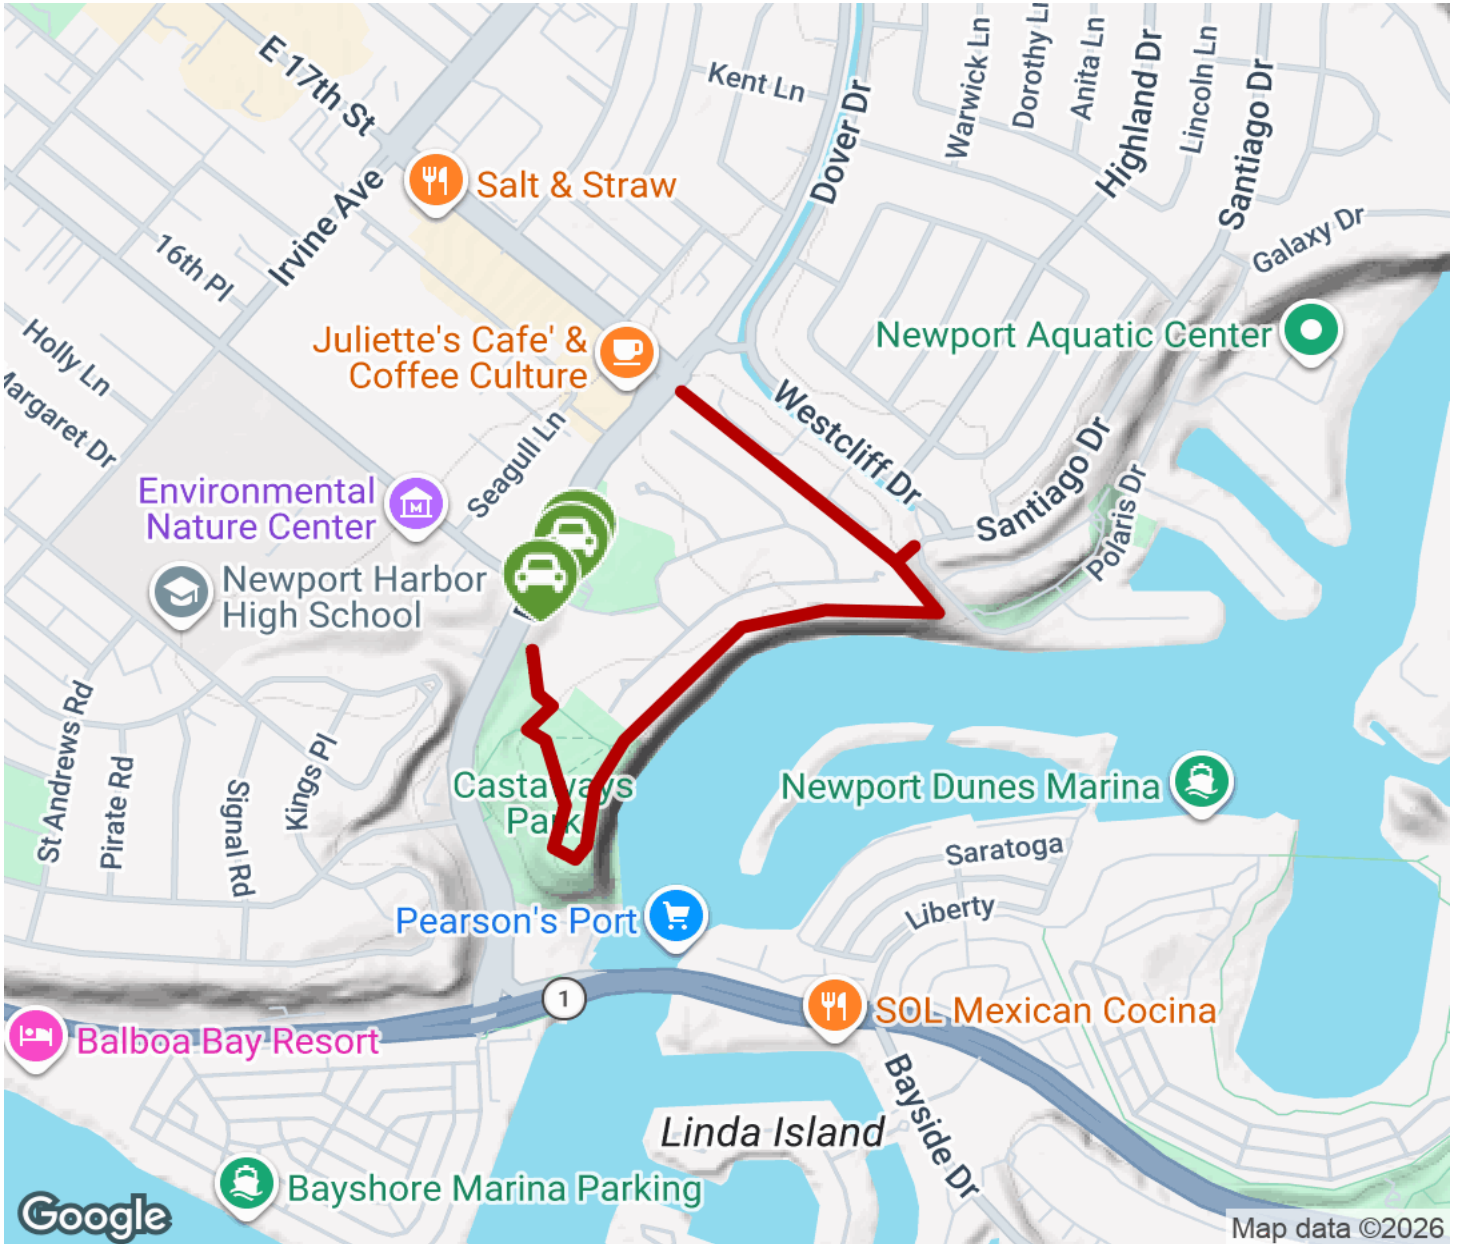 E 17th St
Kent Ln
Dover Dr
Warwick Ln
Anita Ln
Highland Dr
Lincoln Ln
Santiago Dr
Galaxy Dr
Salt & Straw
Irvine Ave
16th Pl
Holly Ln
Margaret Dr
Juliette's Cafe' &
Coffee Culture
Newport Aquatic Center
Westcliff Dr
Seagull Ln
Santiago Dr
Polaris Dr
Environmental
Nature Center
Newport Harbor
High School
St Andrews Rd
Pirate Rd
Signal Rd
Kings Pl
Castaways
Park
Newport Dunes Marina
Saratoga
Liberty
Pearson's Port
1
SOL Mexican Cocina
Balboa Bay Resort
Bayside Dr
Linda Island
Bayshore Marina Parking
Google
Map data ©2026